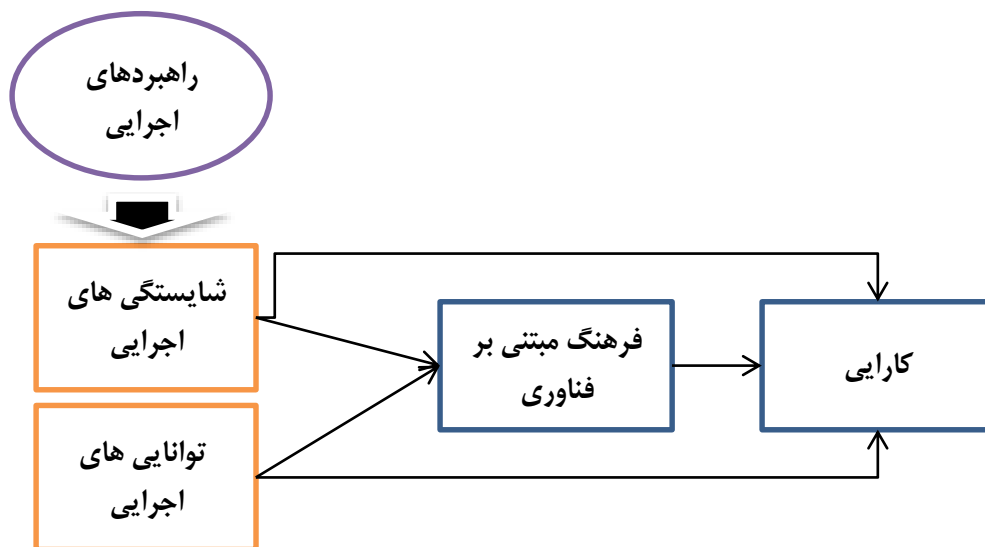 راهبردهای
اجرایی
شایستگی های
اجرایی
فرهنگ مبتنی بر
فناوری
کارایی
توانایی های
اجرایی